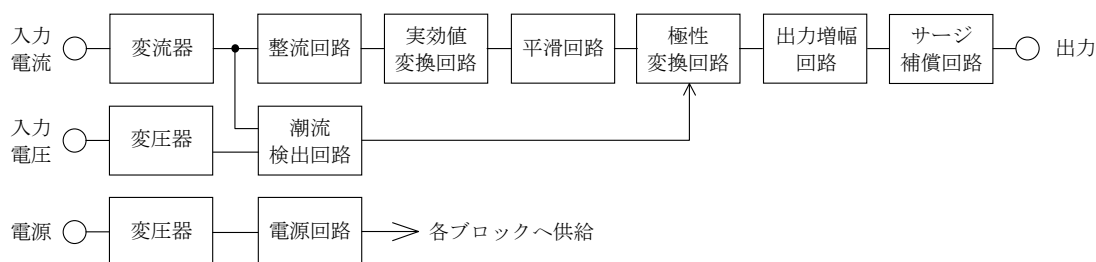 入力
電流
変流器
整流回路
実効値
変換回路
平滑回路
極性
変換回路
出力増幅
回路
サージ
補償回路
出力
入力
電圧
変圧器
潮流
検出回路
電源
変圧器
電源回路
各ブロックへ供給